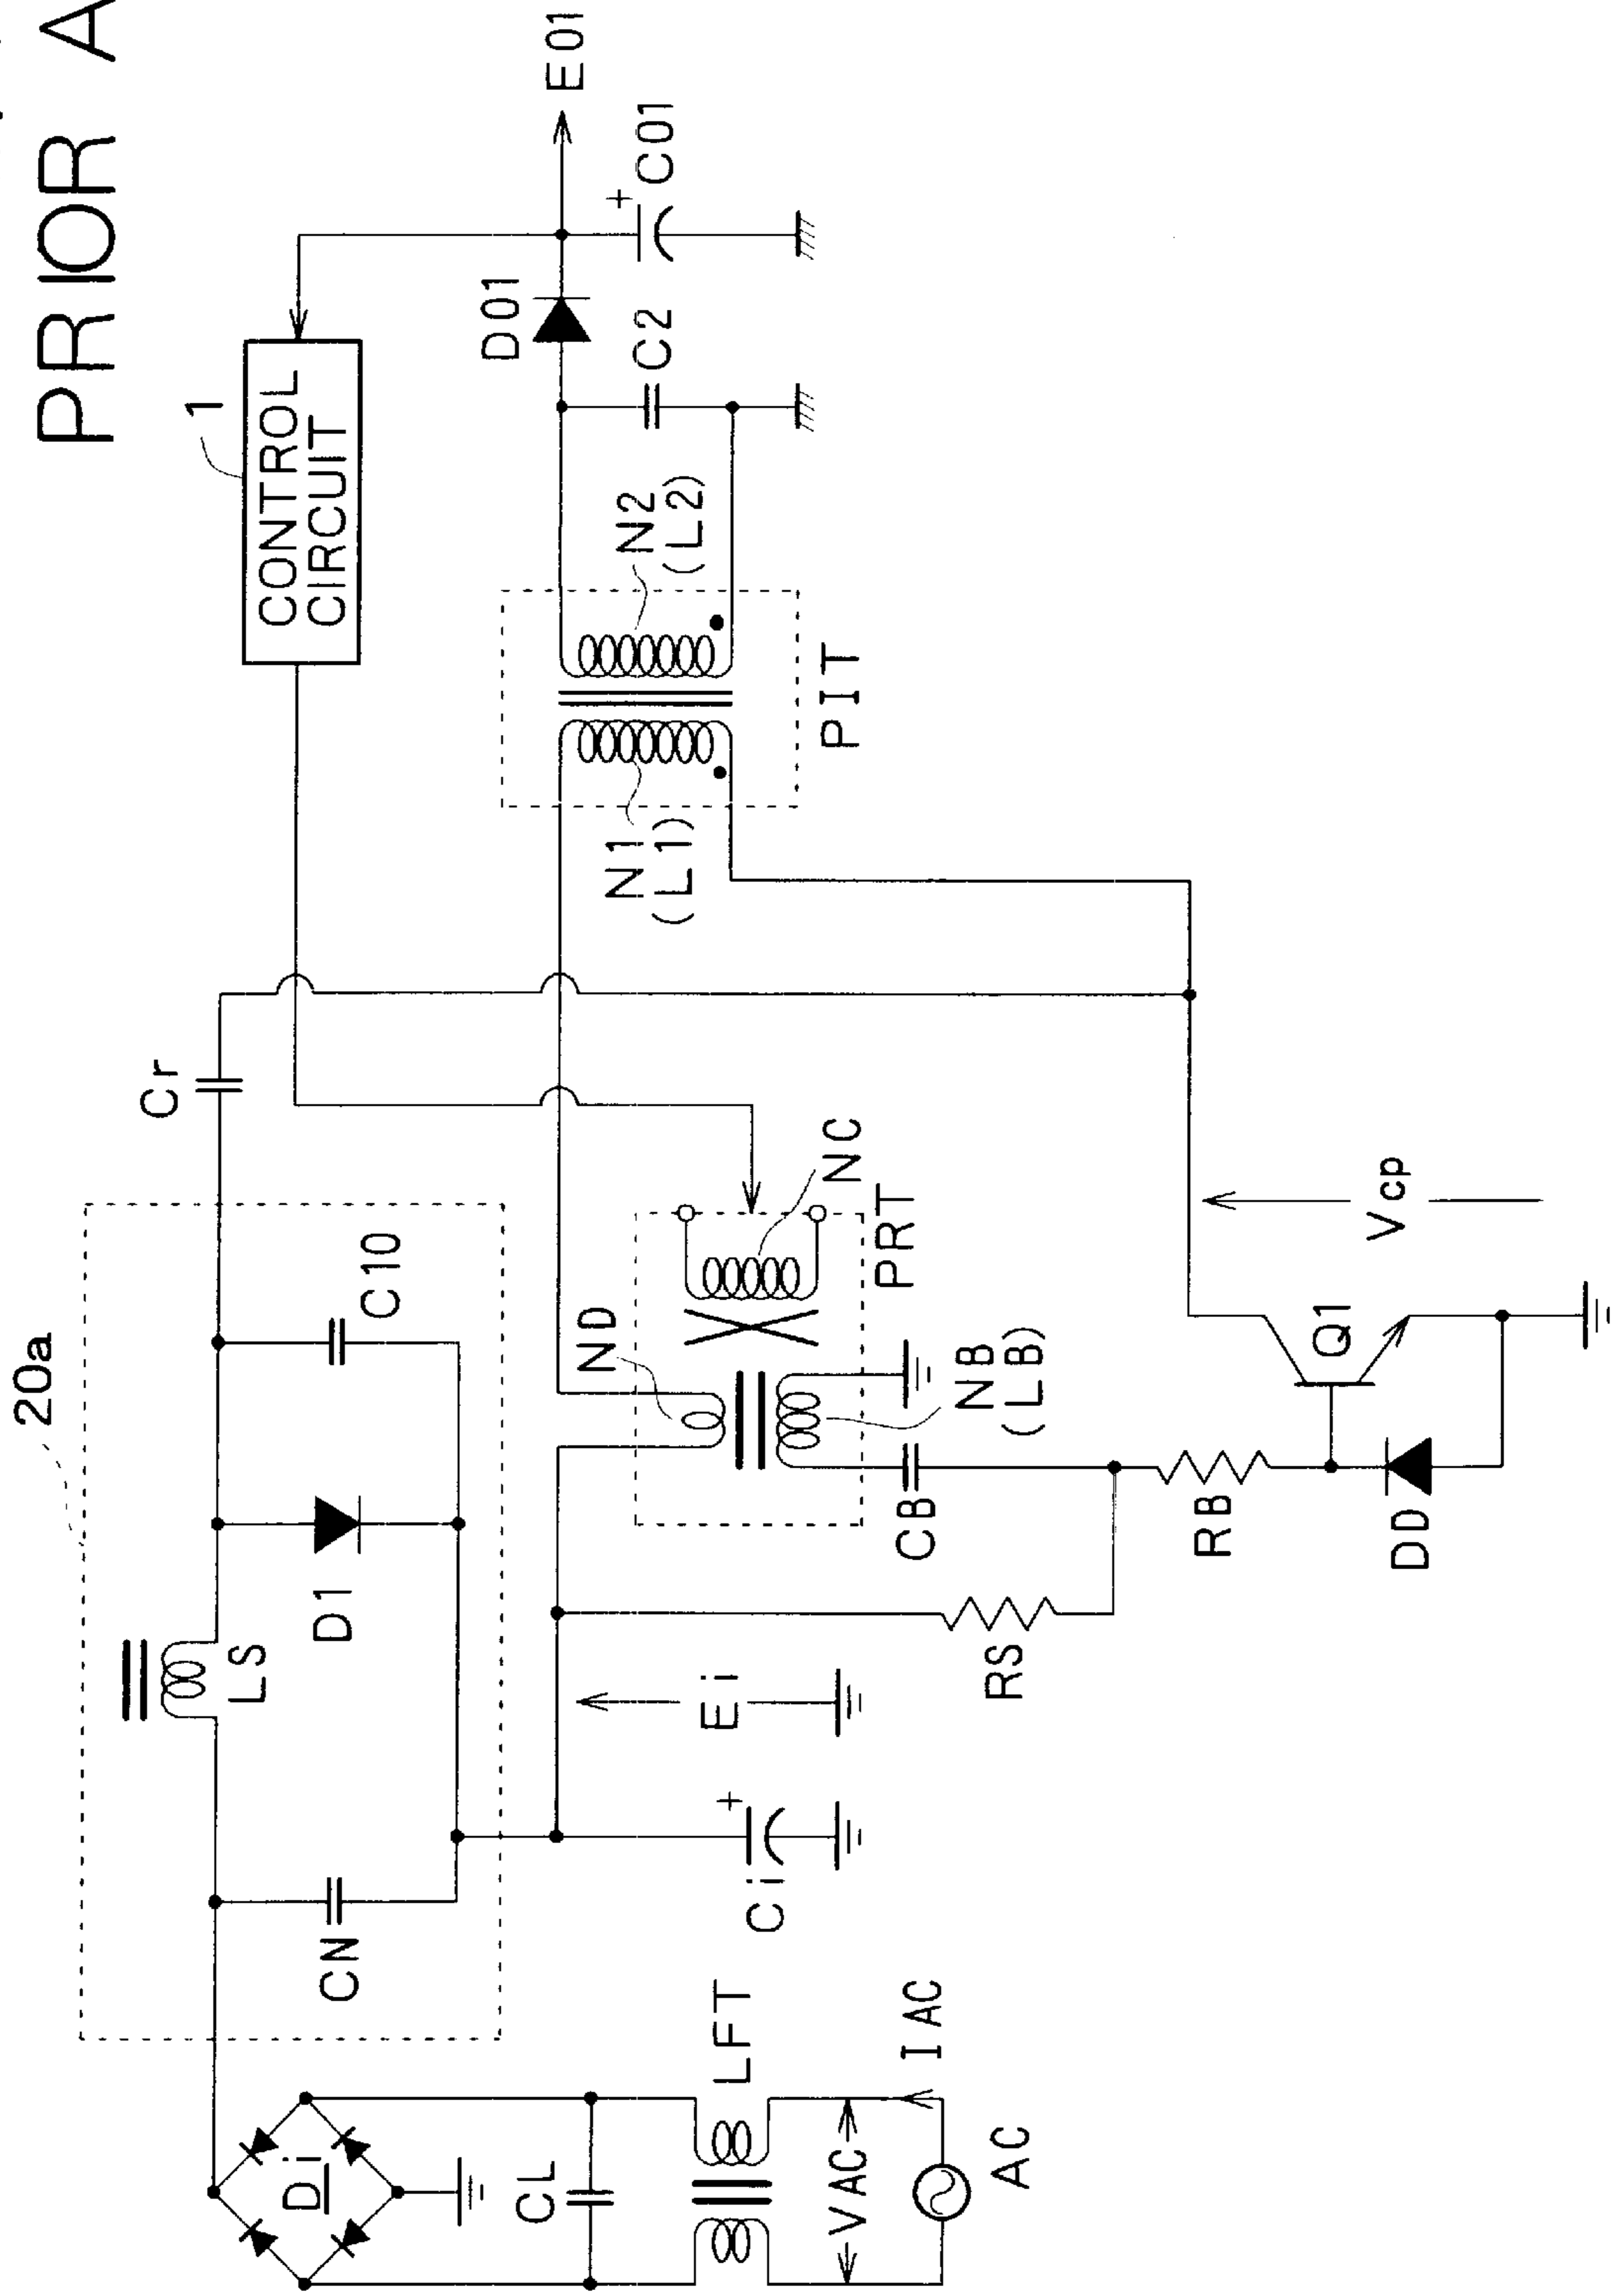 PRIOR A
20a
Cr
1
CONTROL
CIRCUIT
LS
D1
C10
CN
Di
D01
E01
C2
+
C01
N1
(L1)
N2
(L2)
PIT
ND
NC
PRT
NB
(LB)
CB
Ei
+
Ci
RS
RB
DD
Q1
Vcp
CL
LFT
VAC
IAC
AC